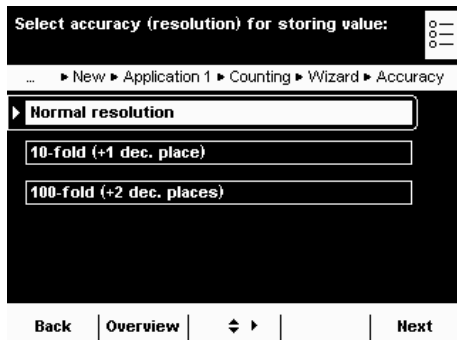 Select accuracy (resolution) for storing value:
... ▸ New ▸ Application 1 ▸ Counting ▸ Wizard ▸ Accuracy
Normal resolution
10-fold (+1 dec. place)
100-fold (+2 dec. places)
Back Overview Next